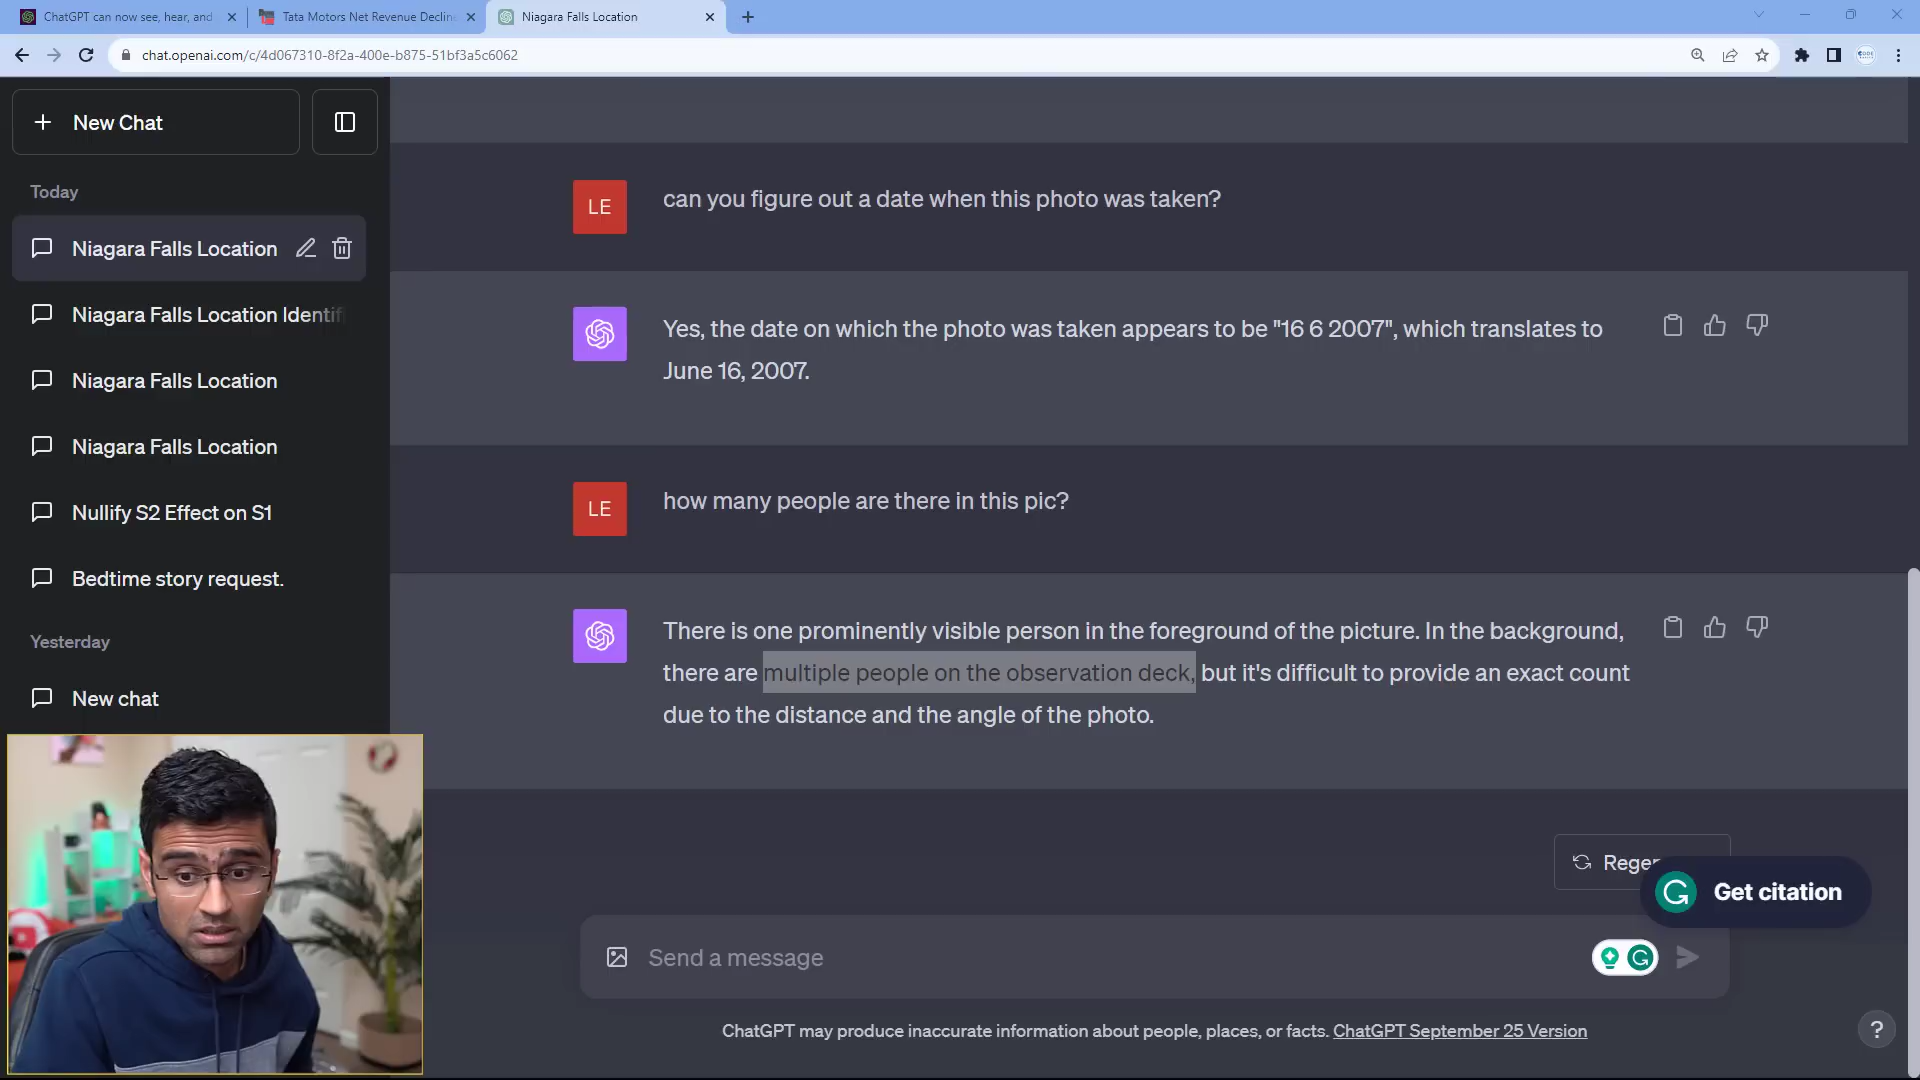 ChatGPT can now see, hear, and
Tata Motors Net Revenue Decline
Niagara Falls Location
chat.openai.com/c/4d067310-8f2a-400e-b875-51bf3a5c6062
New Chat
Today
Niagara Falls Location
Niagara Falls Location Identif
Niagara Falls Location
Niagara Falls Location
Nullify S2 Effect on S1
Bedtime story request.
Yesterday
New chat
LE
can you figure out a date when this photo was taken?
Yes, the date on which the photo was taken appears to be "16 6 2007", which translates to
June 16, 2007.
LE
how many people are there in this pic?
There is one prominently visible person in the foreground of the picture. In the background,
there are multiple people on the observation deck, but it's difficult to provide an exact count
due to the distance and the angle of the photo.
Reger
Get citation
Send a message
ChatGPT may produce inaccurate information about people, places, or facts. ChatGPT September 25 Version
?